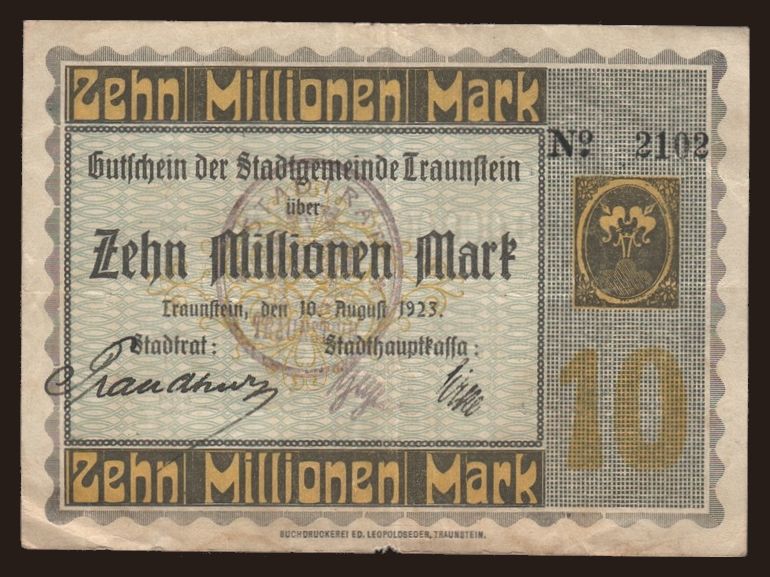 Zehn Millionen Mark
Nº 2102
Gutschein der Stadtgemeinde Traunstein
über
Zehn Millionen Mark
Traunstein, den 10. August 1923.
Stadtrat: Stadthauptkassa:
10
Zehn Millionen Mark
BUCHDRUCKEREI ED. LEOPOLDSEDER, TRAUNSTEIN.